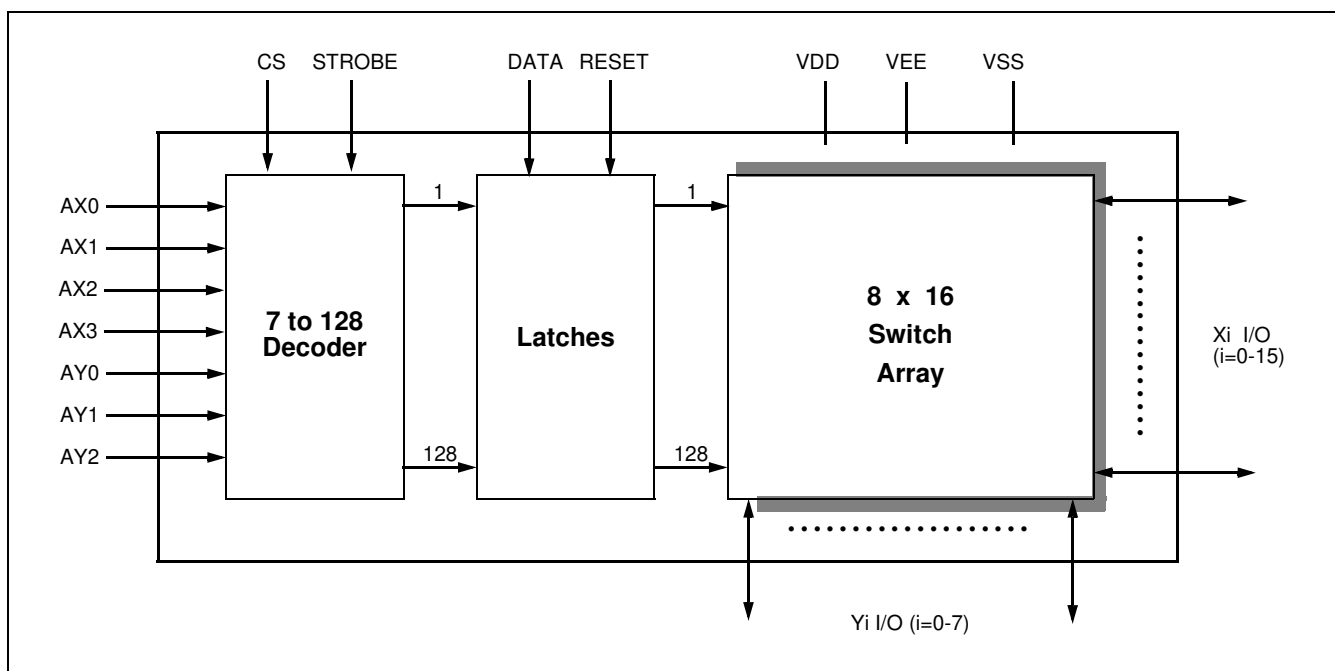 CS STROBE DATA RESET VDD VEE VSS
AX0
AX1
AX2
AX3
AY0
AY1
AY2
7 to 128
Decoder
1
128
Latches
1
128
8 x 16
Switch
Array
Xi I/O
(i=0-15)
Yi I/O (i=0-7)